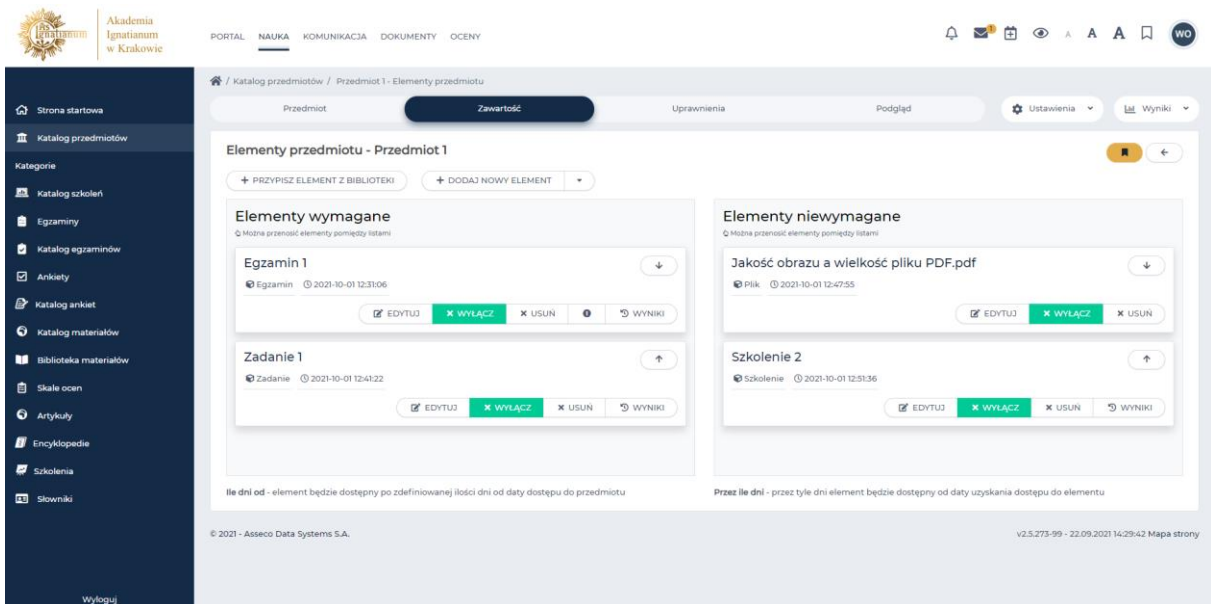 As
Ignatianum
Akademia
Ignatianum
w Krakowie
PORTAL NAUKA KOMUNIKACJA DOKUMENTY OCENY
1
A A A
WO
/ Katalog przedmiotów / Przedmiot 1 - Elementy przedmiotu
Przedmiot Zawartość Uprawnienia Podgląd Ustawienia Wyniki
Strona startowa
Katalog przedmiotów
Kategorie
Katalog szkoleń
Egzaminy
Katalog egzaminów
Ankiety
Katalog ankiet
Katalog materiałów
Biblioteka materiałów
Skale ocen
Artykuły
Encyklopedie
Szkolenia
Słowniki
Wyloguj
Elementy przedmiotu - Przedmiot 1
+ PRZYPISZ ELEMENT Z BIBLIOTEKI + DODAJ NOWY ELEMENT
Elementy wymagane
Można przenosić elementy pomiędzy listami
Egzamin 1
Egzamin 2021-10-01 12:31:06
EDYTUJ WYŁĄCZ USUŃ WYNIKI
Zadanie 1
Zadanie 2021-10-01 12:41:22
EDYTUJ WYŁĄCZ USUŃ WYNIKI
Ile dni od - element będzie dostępny po zdefiniowanej ilości dni od daty dostępu do przedmiotu
Elementy niewymagane
Można przenosić elementy pomiędzy listami
Jakość obrazu a wielkość pliku PDF.pdf
Plik 2021-10-01 12:47:55
EDYTUJ WYŁĄCZ USUŃ
Szkolenie 2
Szkolenie 2021-10-01 12:51:36
EDYTUJ WYŁĄCZ USUŃ WYNIKI
Przez ile dni - przez tyle dni element będzie dostępny od daty uzyskania dostępu do elementu
© 2021 - Asseco Data Systems S.A.
v2.5.273-99 - 22.09.2021 14:29:42 Mapa strony